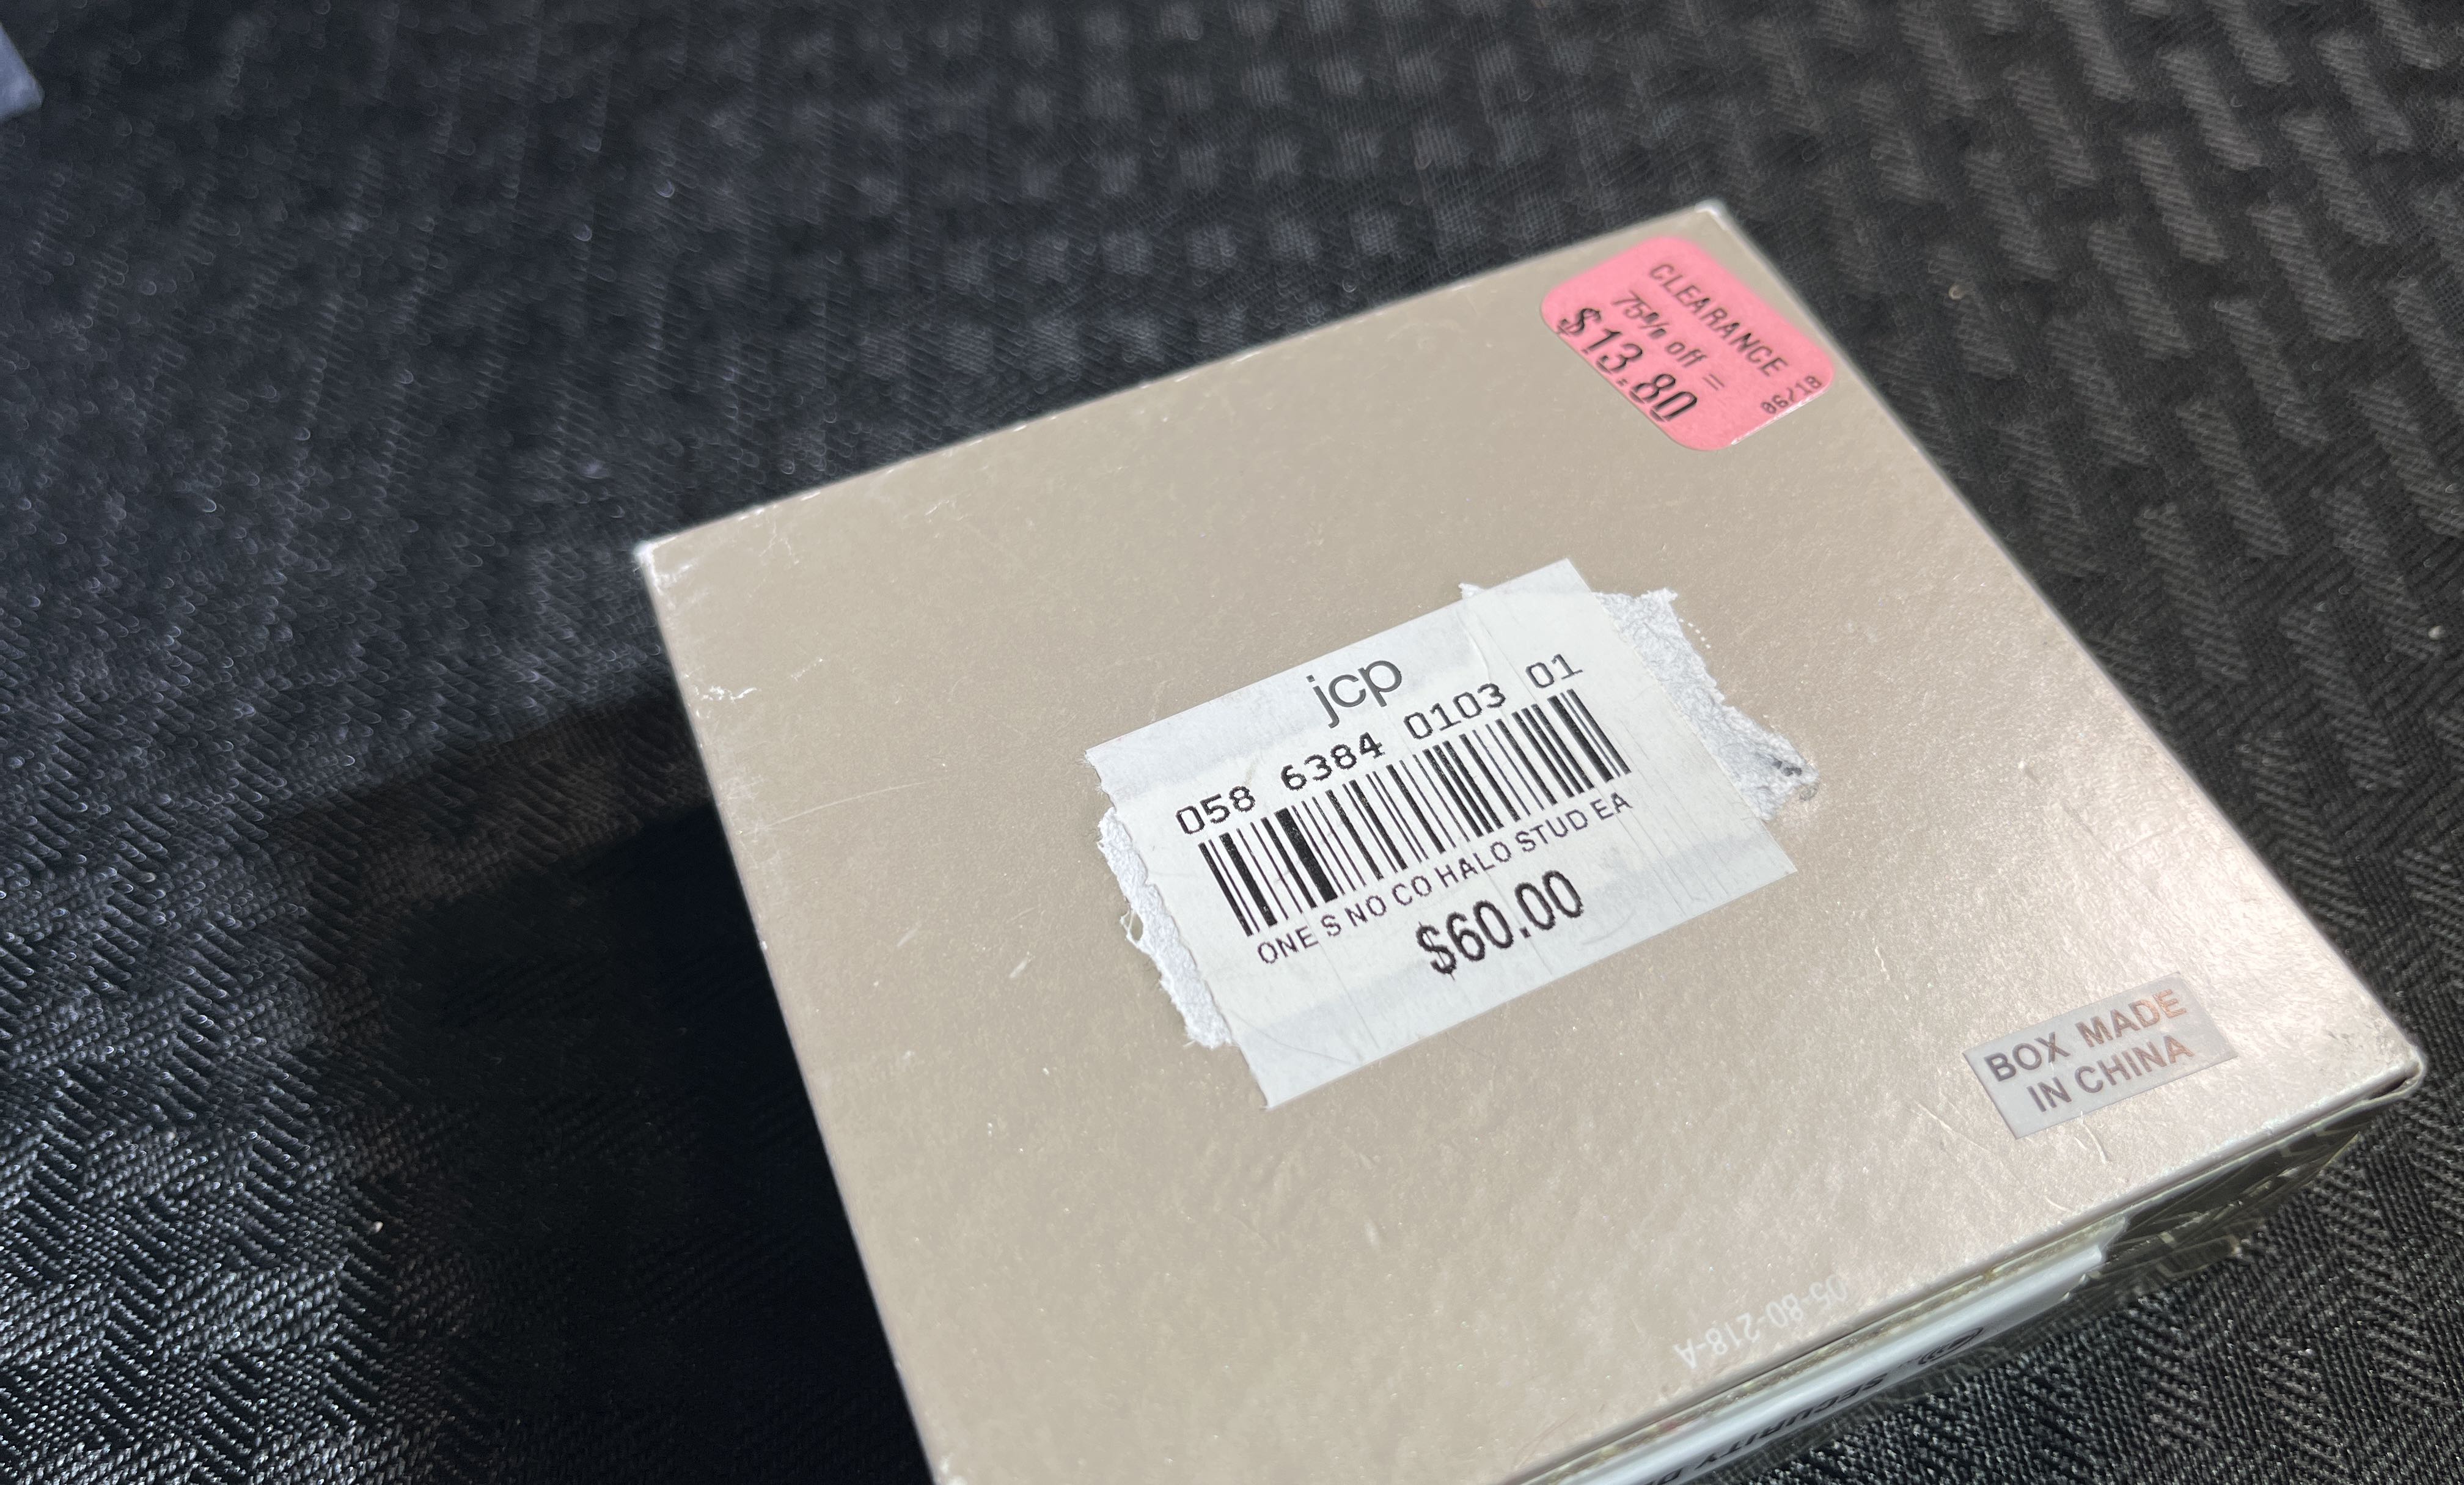 CLEARANCE
75% off =
$13.80
06/18
jcp
058 6384 0103 01
ONE S NO CO HALO STUD EA
$60.00
BOX MADE
IN CHINA
05-80-218-A
SECURITY